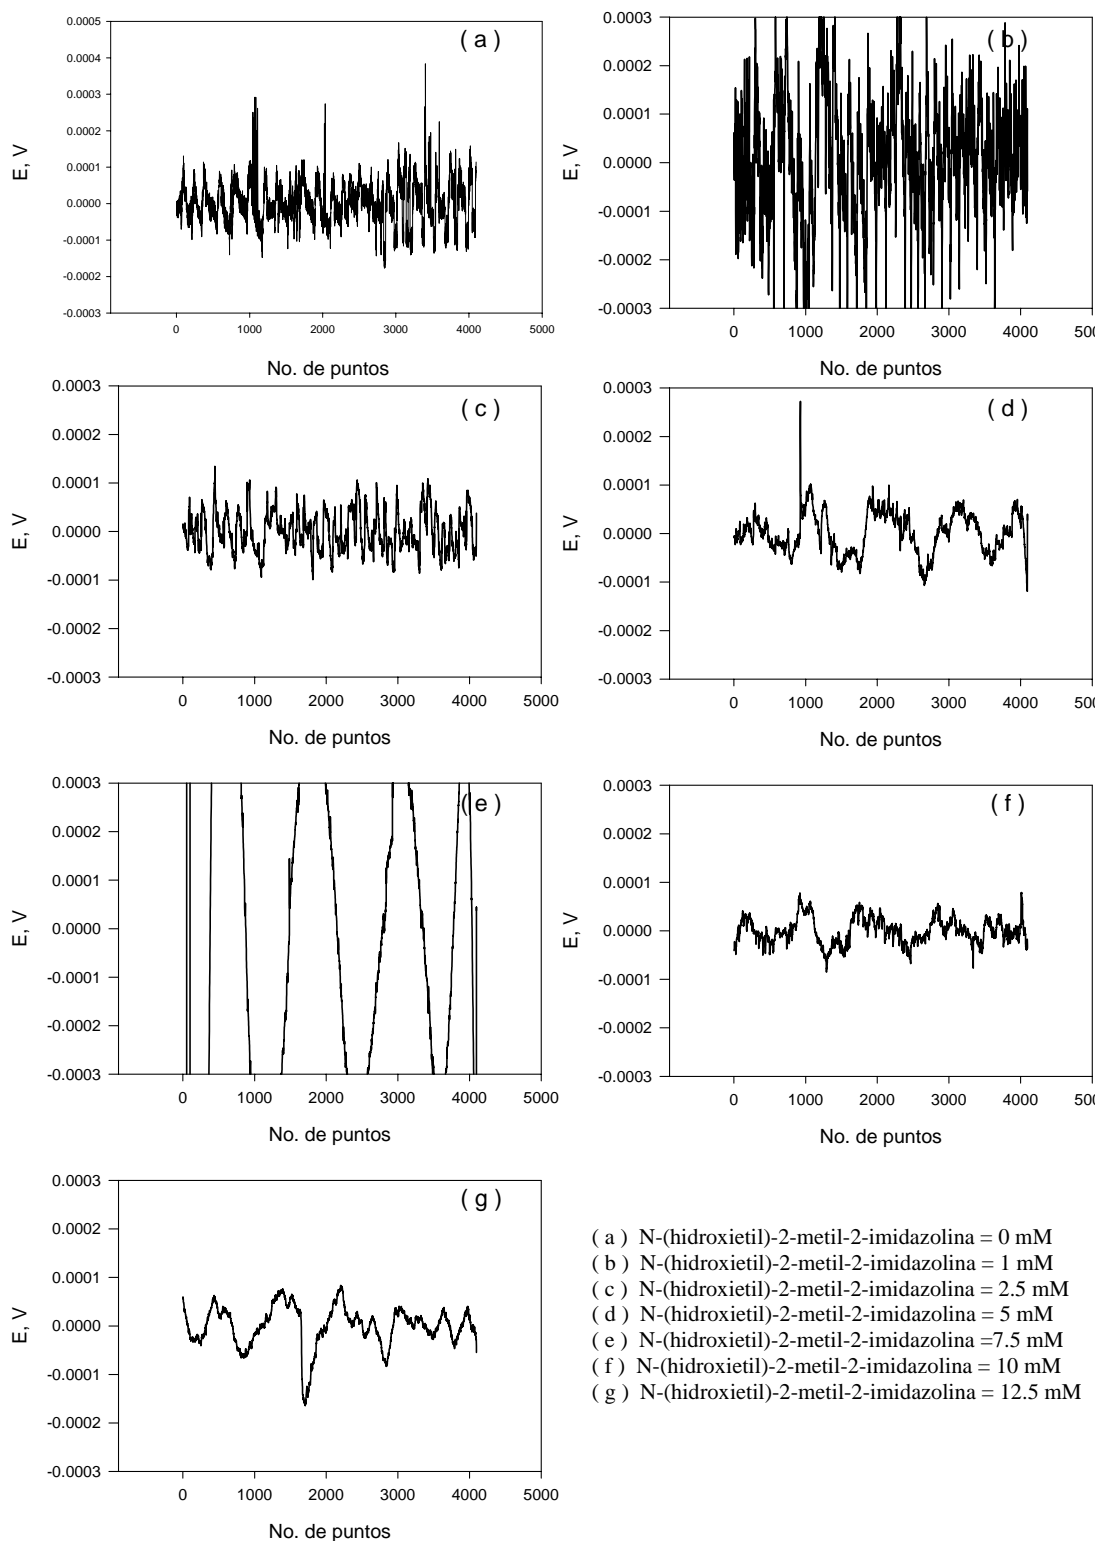 ( a )
0.0005
0.0004
0.0003
0.0002
0.0001
0.0000
-0.0001
-0.0002
-0.0003
E, V
0 1000 2000 3000 4000 5000
No. de puntos
( b )
0.0003
0.0002
0.0001
0.0000
-0.0001
-0.0002
-0.0003
E, V
0 1000 2000 3000 4000 500
No. de puntos
( c )
0.0003
0.0002
0.0001
0.0000
-0.0001
-0.0002
-0.0003
E, V
0 1000 2000 3000 4000 5000
No. de puntos
( d )
0.0003
0.0002
0.0001
0.0000
-0.0001
-0.0002
-0.0003
E, V
0 1000 2000 3000 4000 500
No. de puntos
( e )
0.0003
0.0002
0.0001
0.0000
-0.0001
-0.0002
-0.0003
E, V
0 1000 2000 3000 4000 5000
No. de puntos
( f )
0.0003
0.0002
0.0001
0.0000
-0.0001
-0.0002
-0.0003
E, V
0 1000 2000 3000 4000 500
No. de puntos
( g )
0.0003
0.0002
0.0001
0.0000
-0.0001
-0.0002
-0.0003
E, V
0 1000 2000 3000 4000 5000
No. de puntos
( a ) N-(hidroxietil)-2-metil-2-imidazolina = 0 mM
( b ) N-(hidroxietil)-2-metil-2-imidazolina = 1 mM
( c ) N-(hidroxietil)-2-metil-2-imidazolina = 2.5 mM
( d ) N-(hidroxietil)-2-metil-2-imidazolina = 5 mM
( e ) N-(hidroxietil)-2-metil-2-imidazolina =7.5 mM
( f ) N-(hidroxietil)-2-metil-2-imidazolina = 10 mM
( g ) N-(hidroxietil)-2-metil-2-imidazolina = 12.5 mM